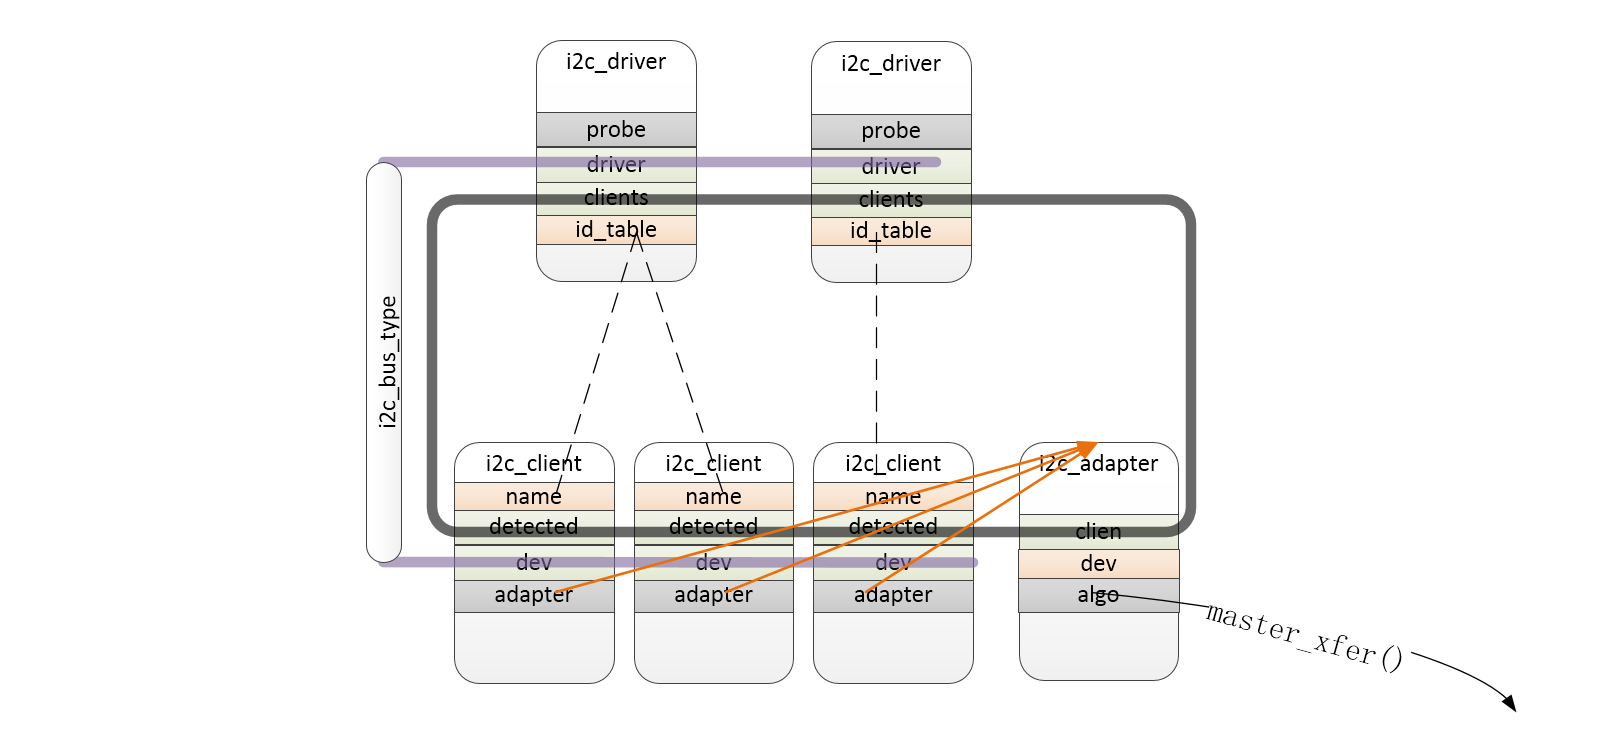 i2c_driver
probe
driver
clients
id_table
i2c_driver
probe
driver
clients
id_table
i2c_bus_type
i2c_client
name
detected
dev
adapter
i2c_client
name
detected
dev
adapter
i2c_client
name
detected
dev
adapter
i2c_adapter
clien
dev
algo
master_xfer()